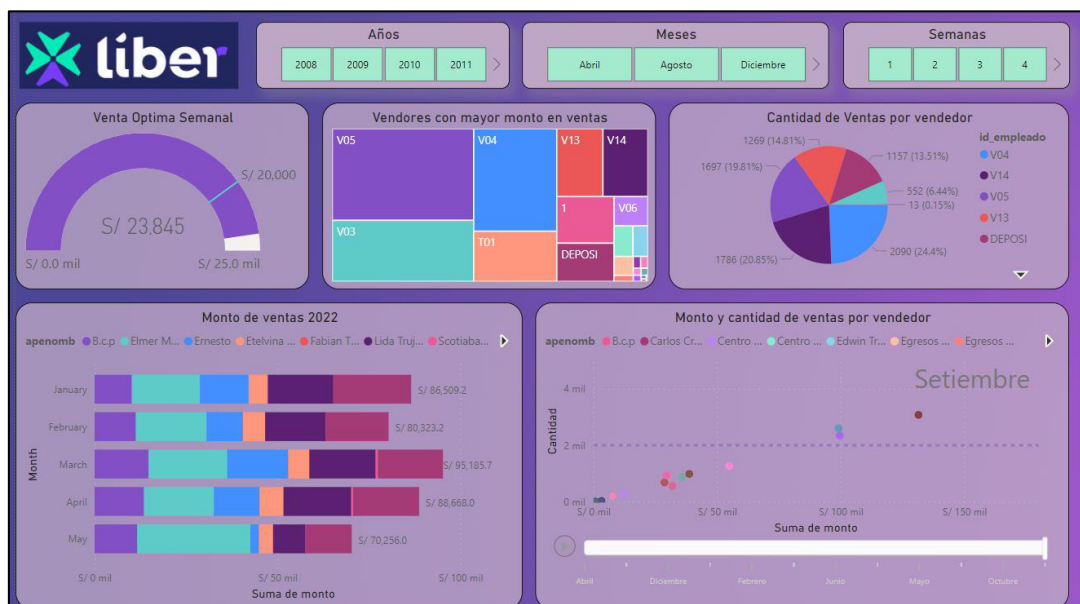 líber
Años
2008 2009 2010 2011
Meses
Abril Agosto Diciembre
Semanas
1 2 3 4
Venta Optima Semanal
S/ 20,000
S/ 23,845
S/ 0.0 mil S/ 25.0 mil
Vendores con mayor monto en ventas
V05 V04 V13 V14
1 V06
V03 T01 DEPOSI
Cantidad de Ventas por vendedor
1269 (14.81%)
1697 (19.81%)
1157 (13.51%)
552 (6.44%)
13 (0.15%)
1786 (20.85%)
2090 (24.4%)
id_empleado
V04
V14
V05
V13
DEPOSI
Monto de ventas 2022
apenomb B.c.p Elmer M... Ernesto Etelvina ... Fabian T... Lida Truj... Scotiaba...
Month
January S/ 86,509.2
February S/ 80,323.2
March S/ 95,185.7
April S/ 88,668.0
May S/ 70,256.0
S/ 0 mil S/ 50 mil S/ 100 mil
Suma de monto
Monto y cantidad de ventas por vendedor
apenomb B.c.p Carlos Cr... Centro ... Centro ... Edwin Tr... Egresos ... Egresos ...
Setiembre
Cantidad
4 mil
2 mil
0 mil
S/ 0 mil S/ 50 mil S/ 100 mil S/ 150 mil
Suma de monto
Abril Diciembre Febrero Junio Mayo Octubre